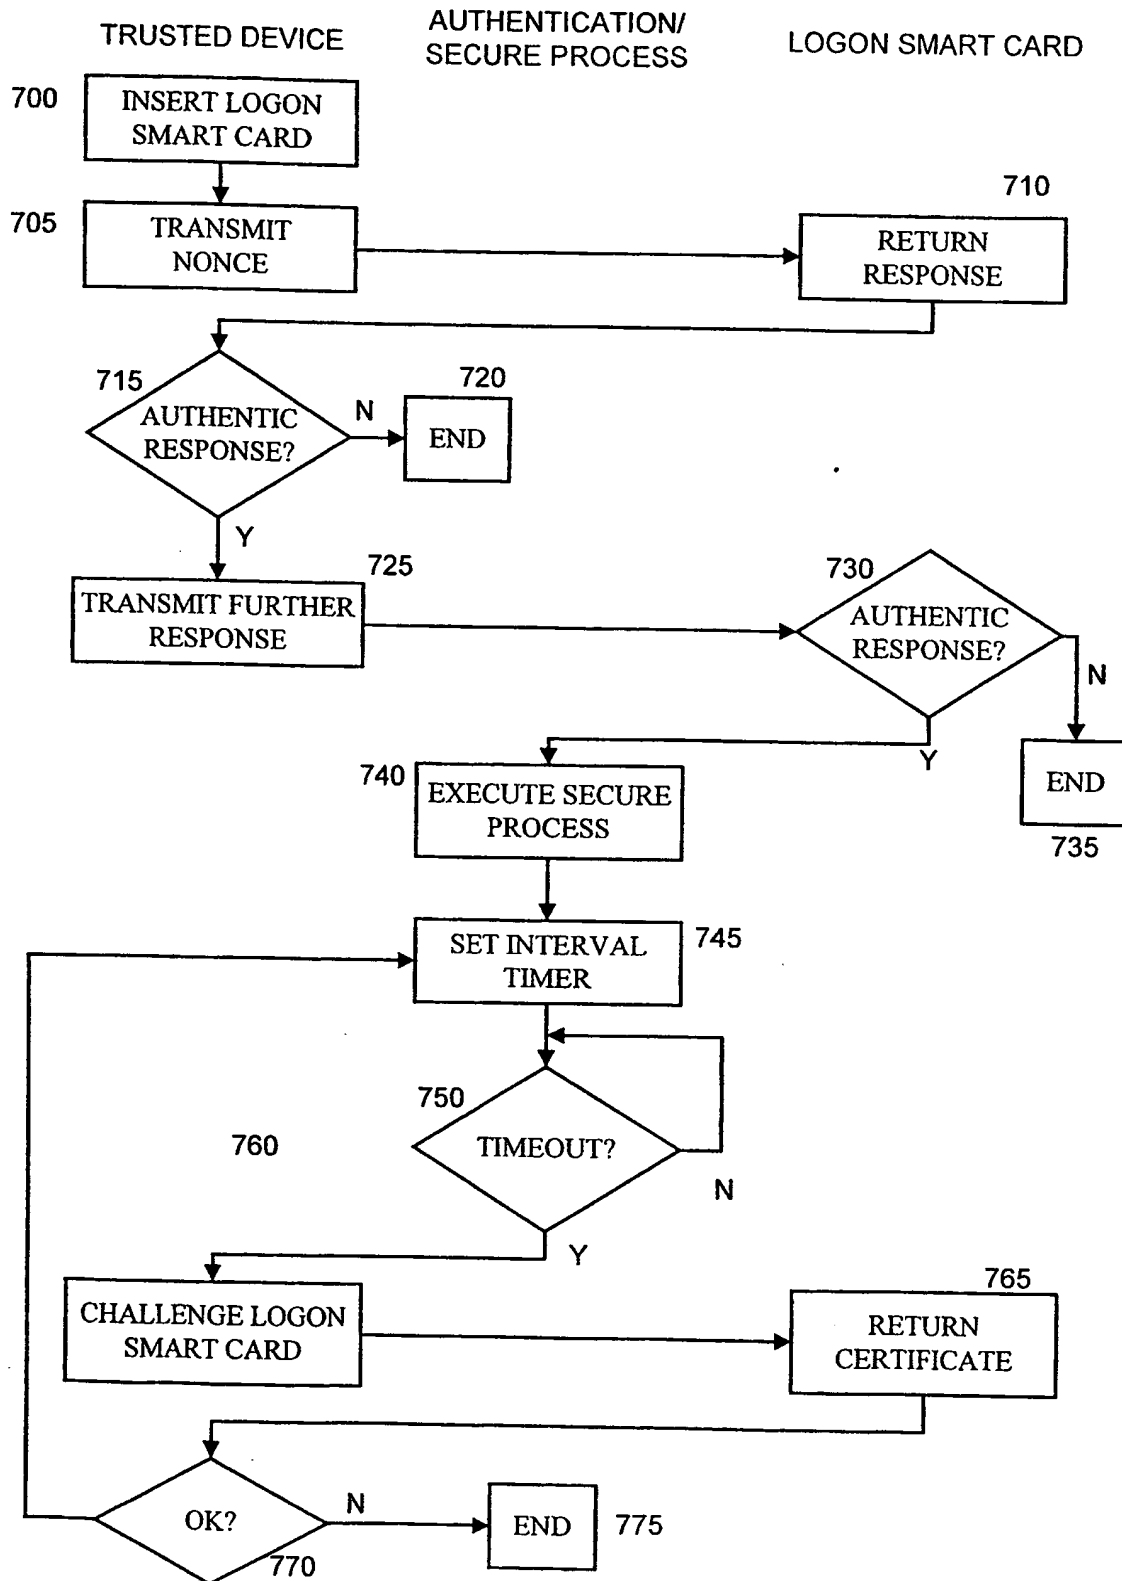 TRUSTED DEVICE
AUTHENTICATION/
SECURE PROCESS
LOGON SMART CARD
700
INSERT LOGON
SMART CARD
705
TRANSMIT
NONCE
710
RETURN
RESPONSE
715
AUTHENTIC
RESPONSE?
N
720
END
Y
725
TRANSMIT FURTHER
RESPONSE
730
AUTHENTIC
RESPONSE?
N
Y
END
735
740
EXECUTE SECURE
PROCESS
745
SET INTERVAL
TIMER
750
TIMEOUT?
N
760
Y
CHALLENGE LOGON
SMART CARD
765
RETURN
CERTIFICATE
OK?
770
N
END
775